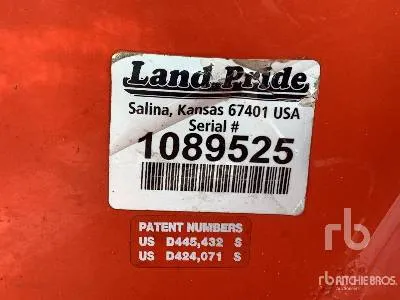 Land Pride
Salina, Kansas 67401 USA
Serial #
1089525
PATENT NUMBERS
US D445,432 S
US D424,071 S
rb
RITCHIE BROS.